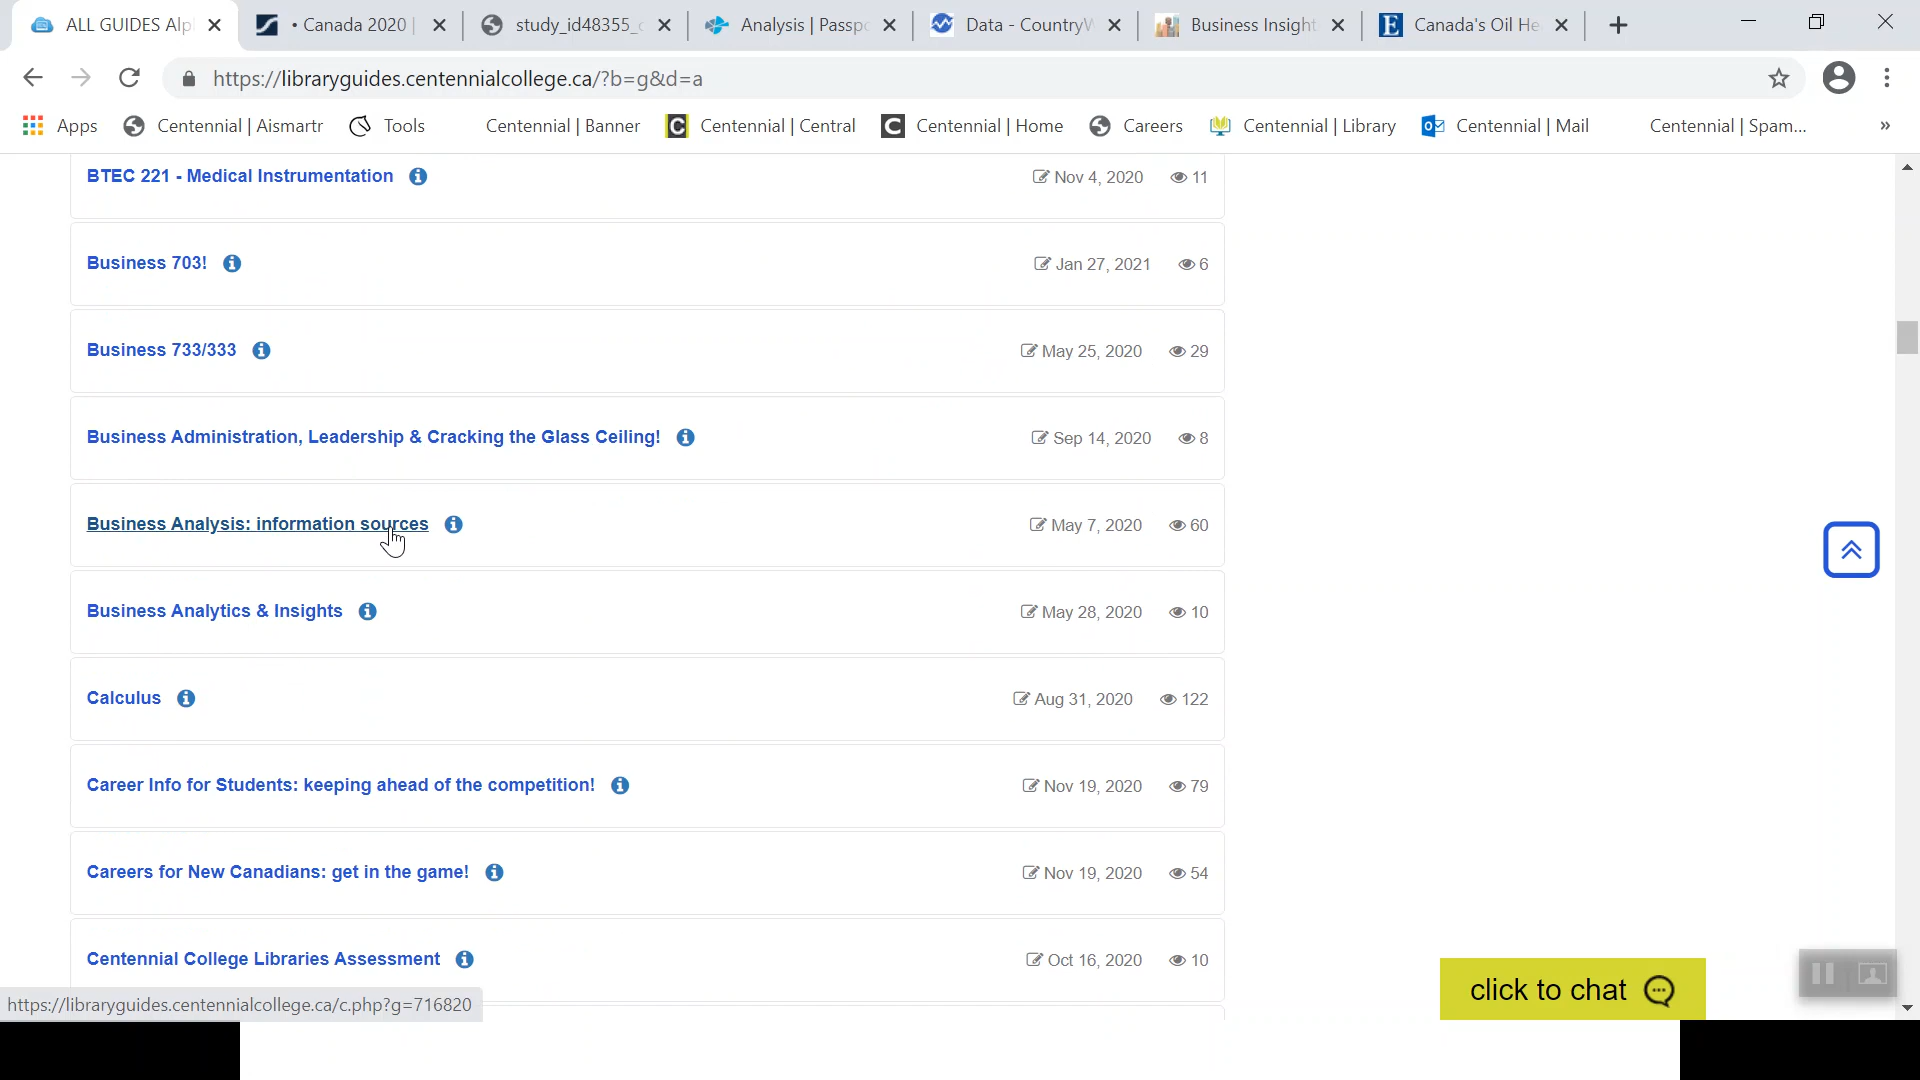 ALL GUIDES Alp
• Canada 2020 |
study_id48355_
Analysis | Passpo
Data - CountryW
Business Insight
Canada's Oil He
https://libraryguides.centennialcollege.ca/?b=g&d=a
Apps
Centennial | Aismartr
Tools
Centennial | Banner
Centennial | Central
Centennial | Home
Careers
Centennial | Library
Centennial | Mail
Centennial | Spam...
»
BTEC 221 - Medical Instrumentation Nov 4, 2020 11
Business 703! Jan 27, 2021 6
Business 733/333 May 25, 2020 29
Business Administration, Leadership & Cracking the Glass Ceiling! Sep 14, 2020 8
Business Analysis: information sources May 7, 2020 60
Business Analytics & Insights May 28, 2020 10
Calculus Aug 31, 2020 122
Career Info for Students: keeping ahead of the competition! Nov 19, 2020 79
Careers for New Canadians: get in the game! Nov 19, 2020 54
Centennial College Libraries Assessment Oct 16, 2020 10
click to chat
https://libraryguides.centennialcollege.ca/c.php?g=716820